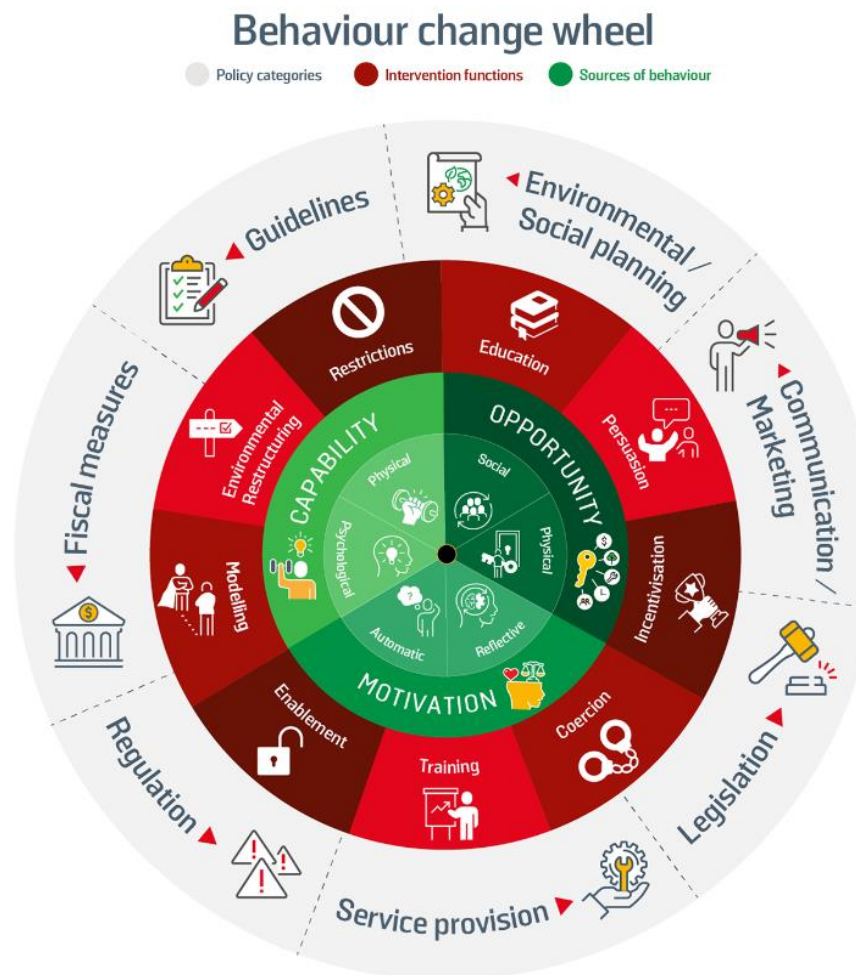 Behaviour change wheel
Policy categories
Intervention functions
Sources of behaviour
Guidelines
Environmental /
Social planning
Communication /
Marketing
Legislation
Service provision
Regulation
Fiscal measures
Restrictions
Education
Persuasion
Incentivisation
Coercion
Training
Enablement
Modelling
Environmental
Restructuring
CAPABILITY
OPPORTUNITY
MOTIVATION
Physical
Social
Physical
Reflective
Automatic
Psychological